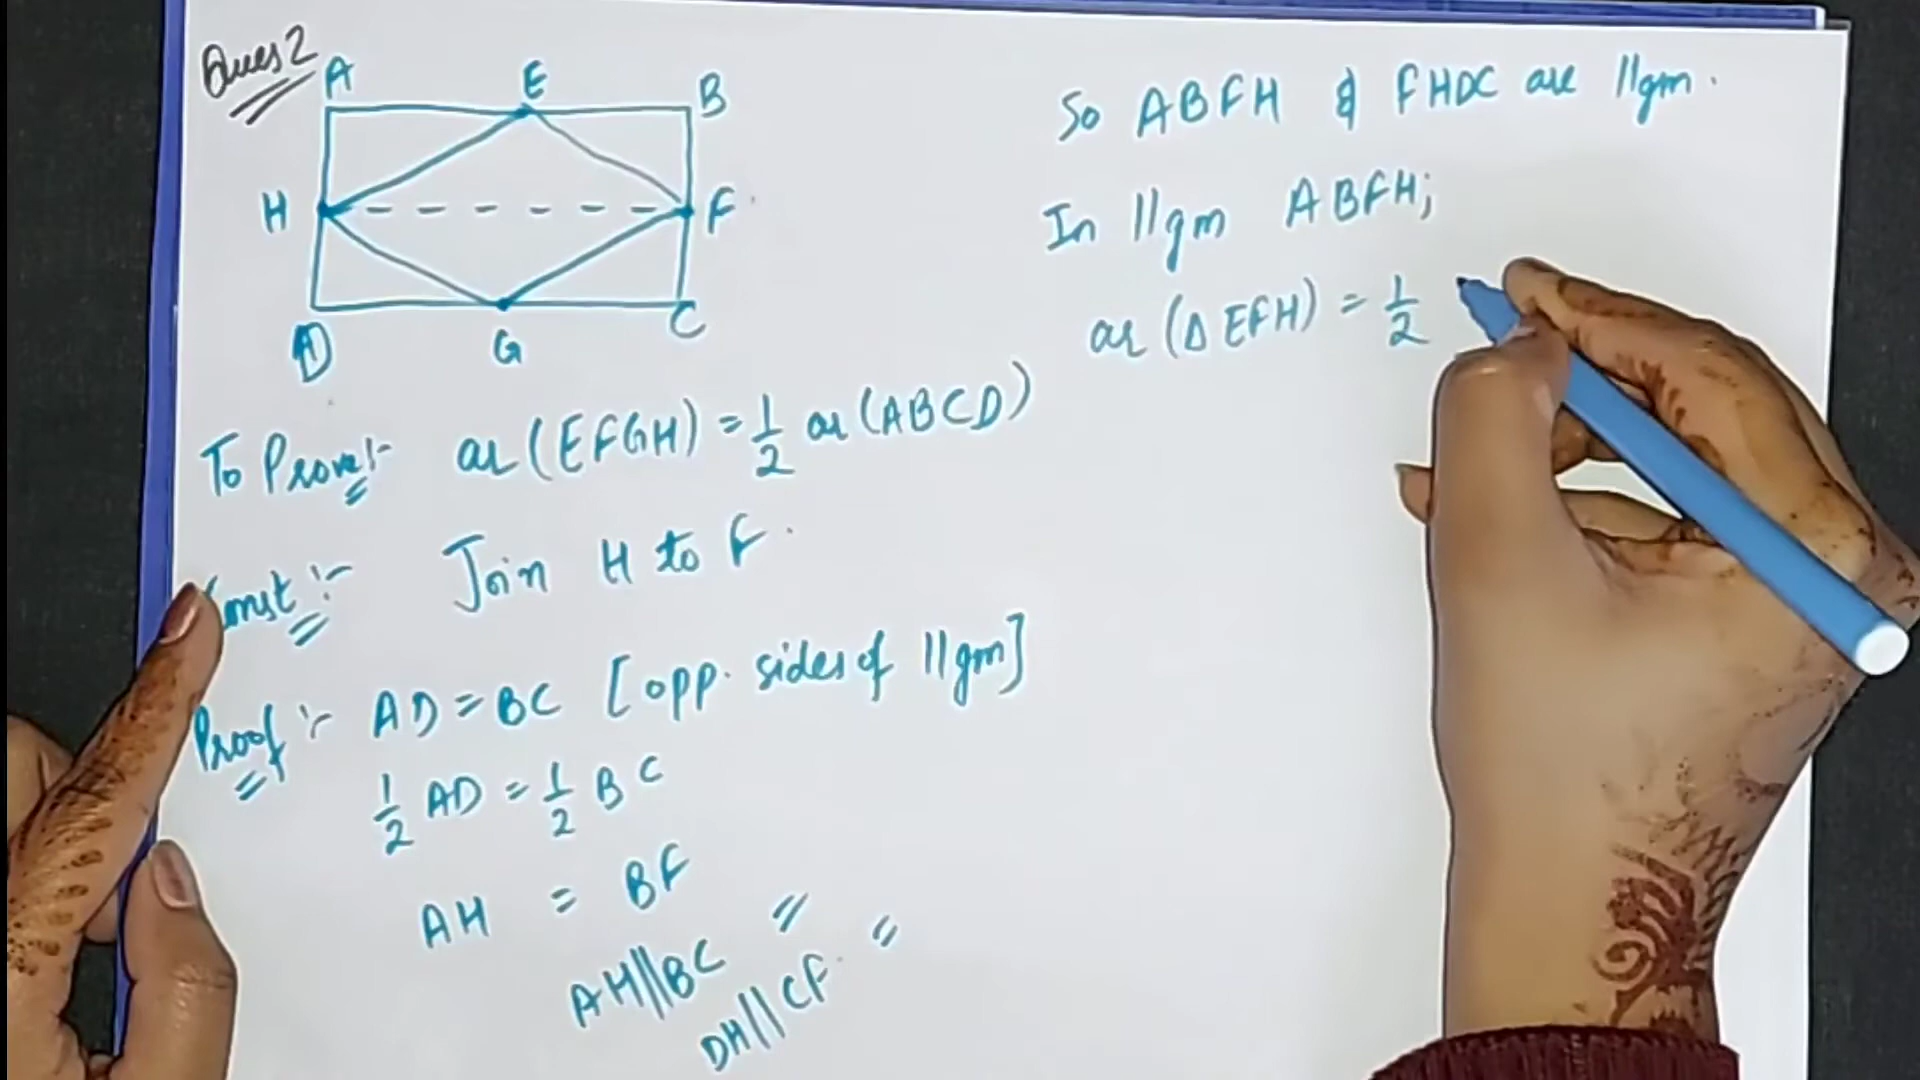 Ques 2
A E B
H F
D G C
To Prove:- ar (EFGH) = 1/2 ar (ABCD)
Const :- Join H to F.
Proof :- AD = BC [opp. sides of ||gm]
1/2 AD = 1/2 BC
AH = BF
AH || BC
DH || CF
So ABFH & FHDC are ||gm.
In ||gm ABFH;
ar (Δ EFH) = 1/2